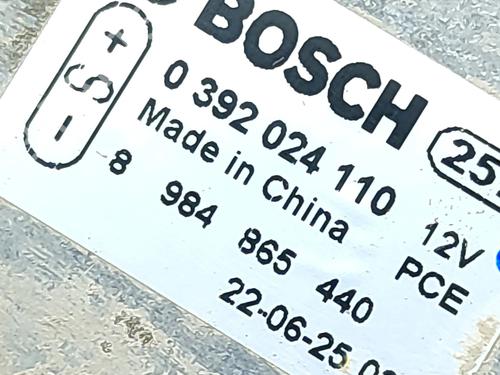 BOSCH
+ S -
0 392 024 110
Made in China
12V
PCE
8 984 865 440
22-06-25